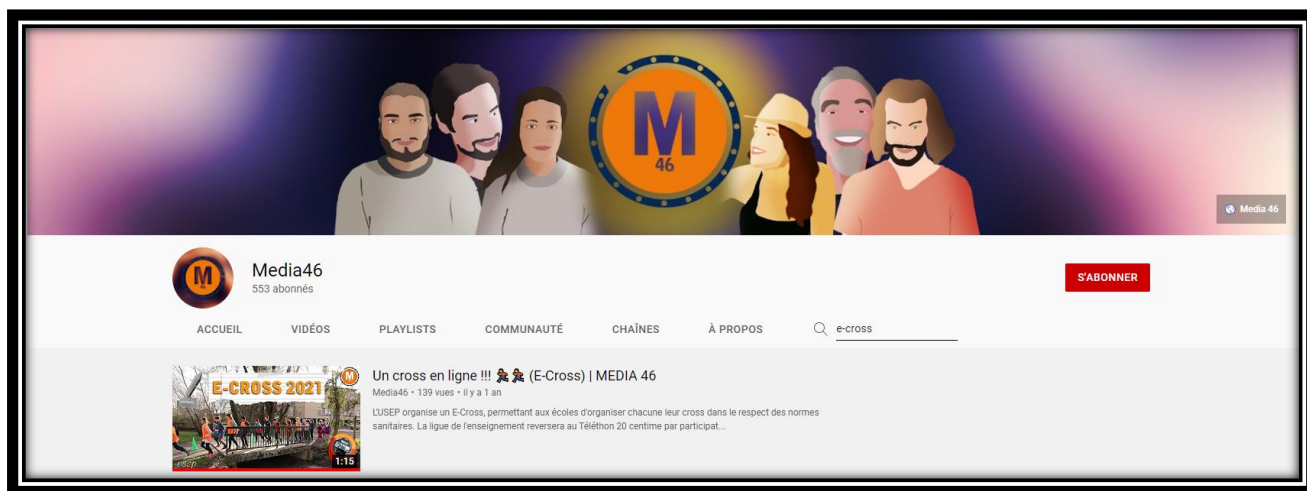 M
46
Media 46
M
46
Media46
553 abonnés
S'ABONNER
ACCUEIL VIDÉOS PLAYLISTS COMMUNAUTÉ CHAÎNES À PROPOS e-cross
E-CROSS 2021
M
usep
1:15
Un cross en ligne !!! 🏃🏃 (E-Cross) | MEDIA 46
Media46 • 139 vues • il y a 1 an
L'USEP organise un E-Cross, permettant aux écoles d'organiser chacune leur cross dans le respect des normes
sanitaires. La ligue de l'enseignement reversera au Téléthon 20 centime par participat...